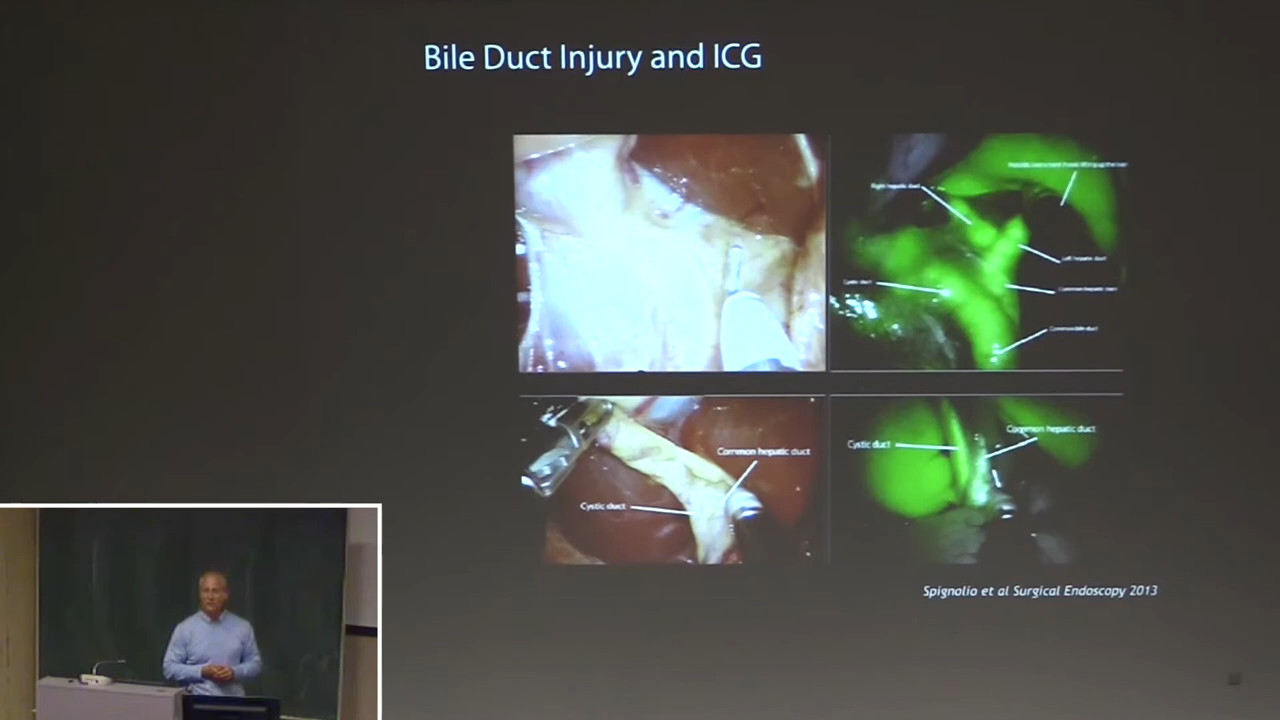 Bile Duct Injury and ICG
Right hepatic duct
Left hepatic duct
Cystic duct
Common hepatic duct
Common bile duct
Common hepatic duct
Cystic duct
Cystic duct
Common hepatic duct
Spignolio et al Surgical Endoscopy 2013